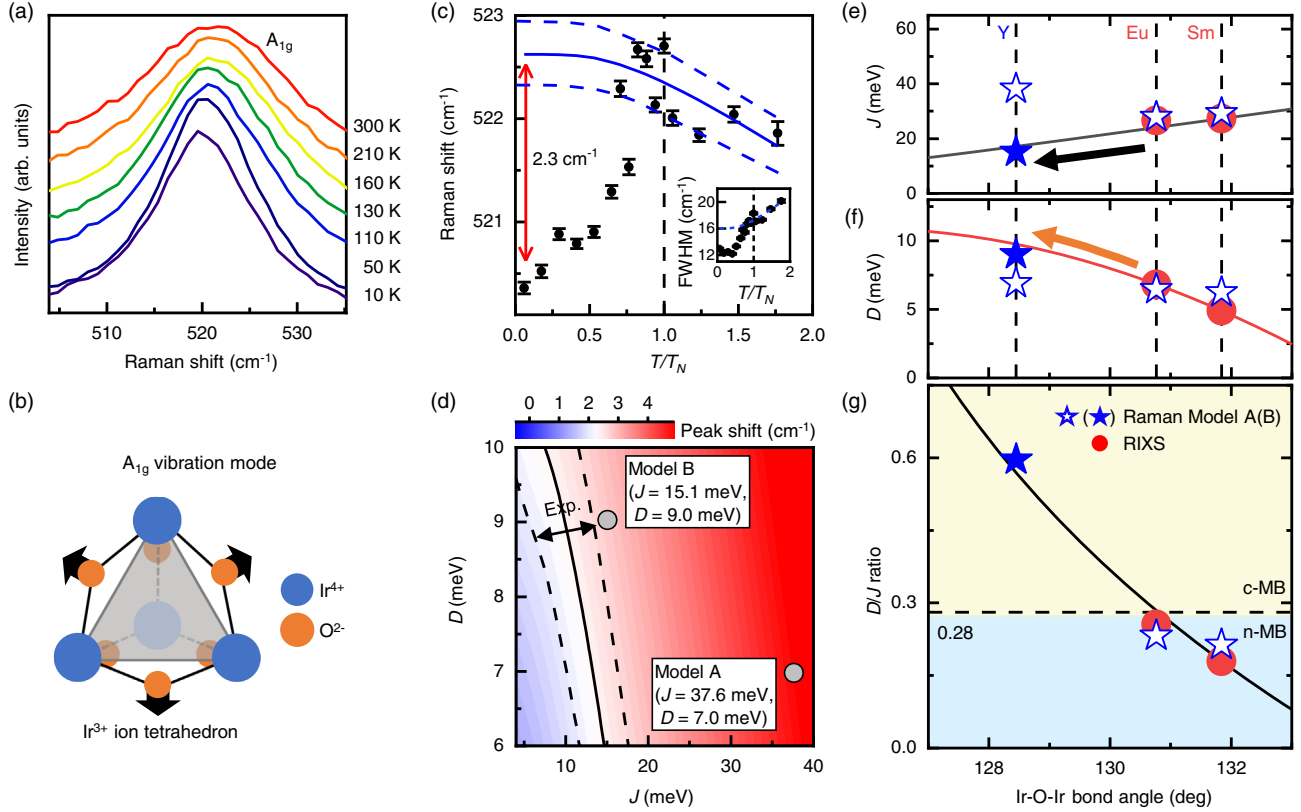 (a)
A1g
Intensity (arb. units)
300 K
210 K
160 K
130 K
110 K
50 K
10 K
510 520 530
Raman shift (cm-1)
(b)
A1g vibration mode
Ir4+
O2-
Ir3+ ion tetrahedron
(c)
523
522
521
Raman shift (cm-1)
2.3 cm-1
20
16
12
FWHM (cm-1)
0 1 2
T/TN
0.0 0.5 1.0 1.5 2.0
T/TN
(d)
0 1 2 3 4
Peak shift (cm-1)
10
9
8
7
6
D (meV)
Exp.
Model B
(J = 15.1 meV,
D = 9.0 meV)
Model A
(J = 37.6 meV,
D = 7.0 meV)
10 20 30 40
J (meV)
(e)
60
40
20
0
J (meV)
Y Eu Sm
(f)
10
5
0
D (meV)
(g)
0.6
0.3
0.0
D/J ratio
( ) Raman Model A(B)
RIXS
c-MB
0.28
n-MB
128 130 132
Ir-O-Ir bond angle (deg)